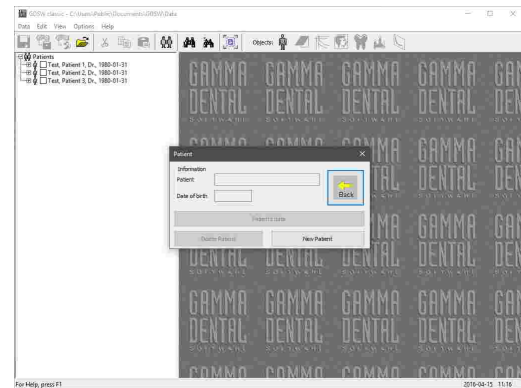 GDSW classic - C:\Users\Public\Documents\GDSW\Data
Data Edit View Options Help
Objects:
Patients
Test, Patient 1, Dr., 1980-01-31
Test, Patient 2, Dr., 1980-01-31
Test, Patient 3, Dr., 1980-01-31
GAMMA DENTAL SOFTWARE
Patient
Information
Patient
Date of birth
Back
Patient's data
Delete Patient
New Patient
For Help, press F1
2016-04-15 11:16